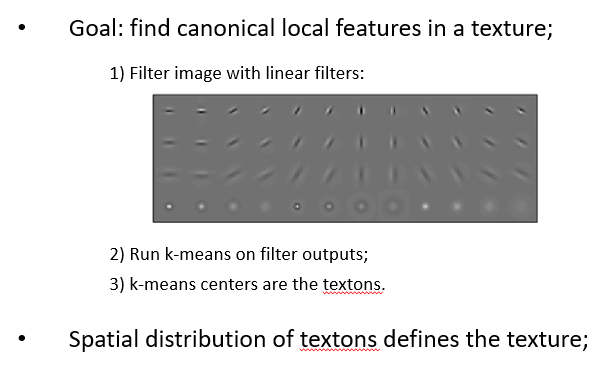 • Goal: find canonical local features in a texture;
1) Filter image with linear filters:
2) Run k-means on filter outputs;
3) k-means centers are the textons.
• Spatial distribution of textons defines the texture;